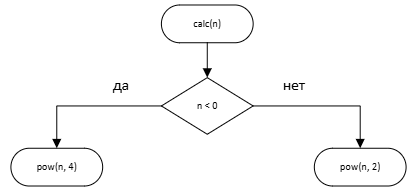 calc(n)
да
n < 0
нет
pow(n, 4)
pow(n, 2)